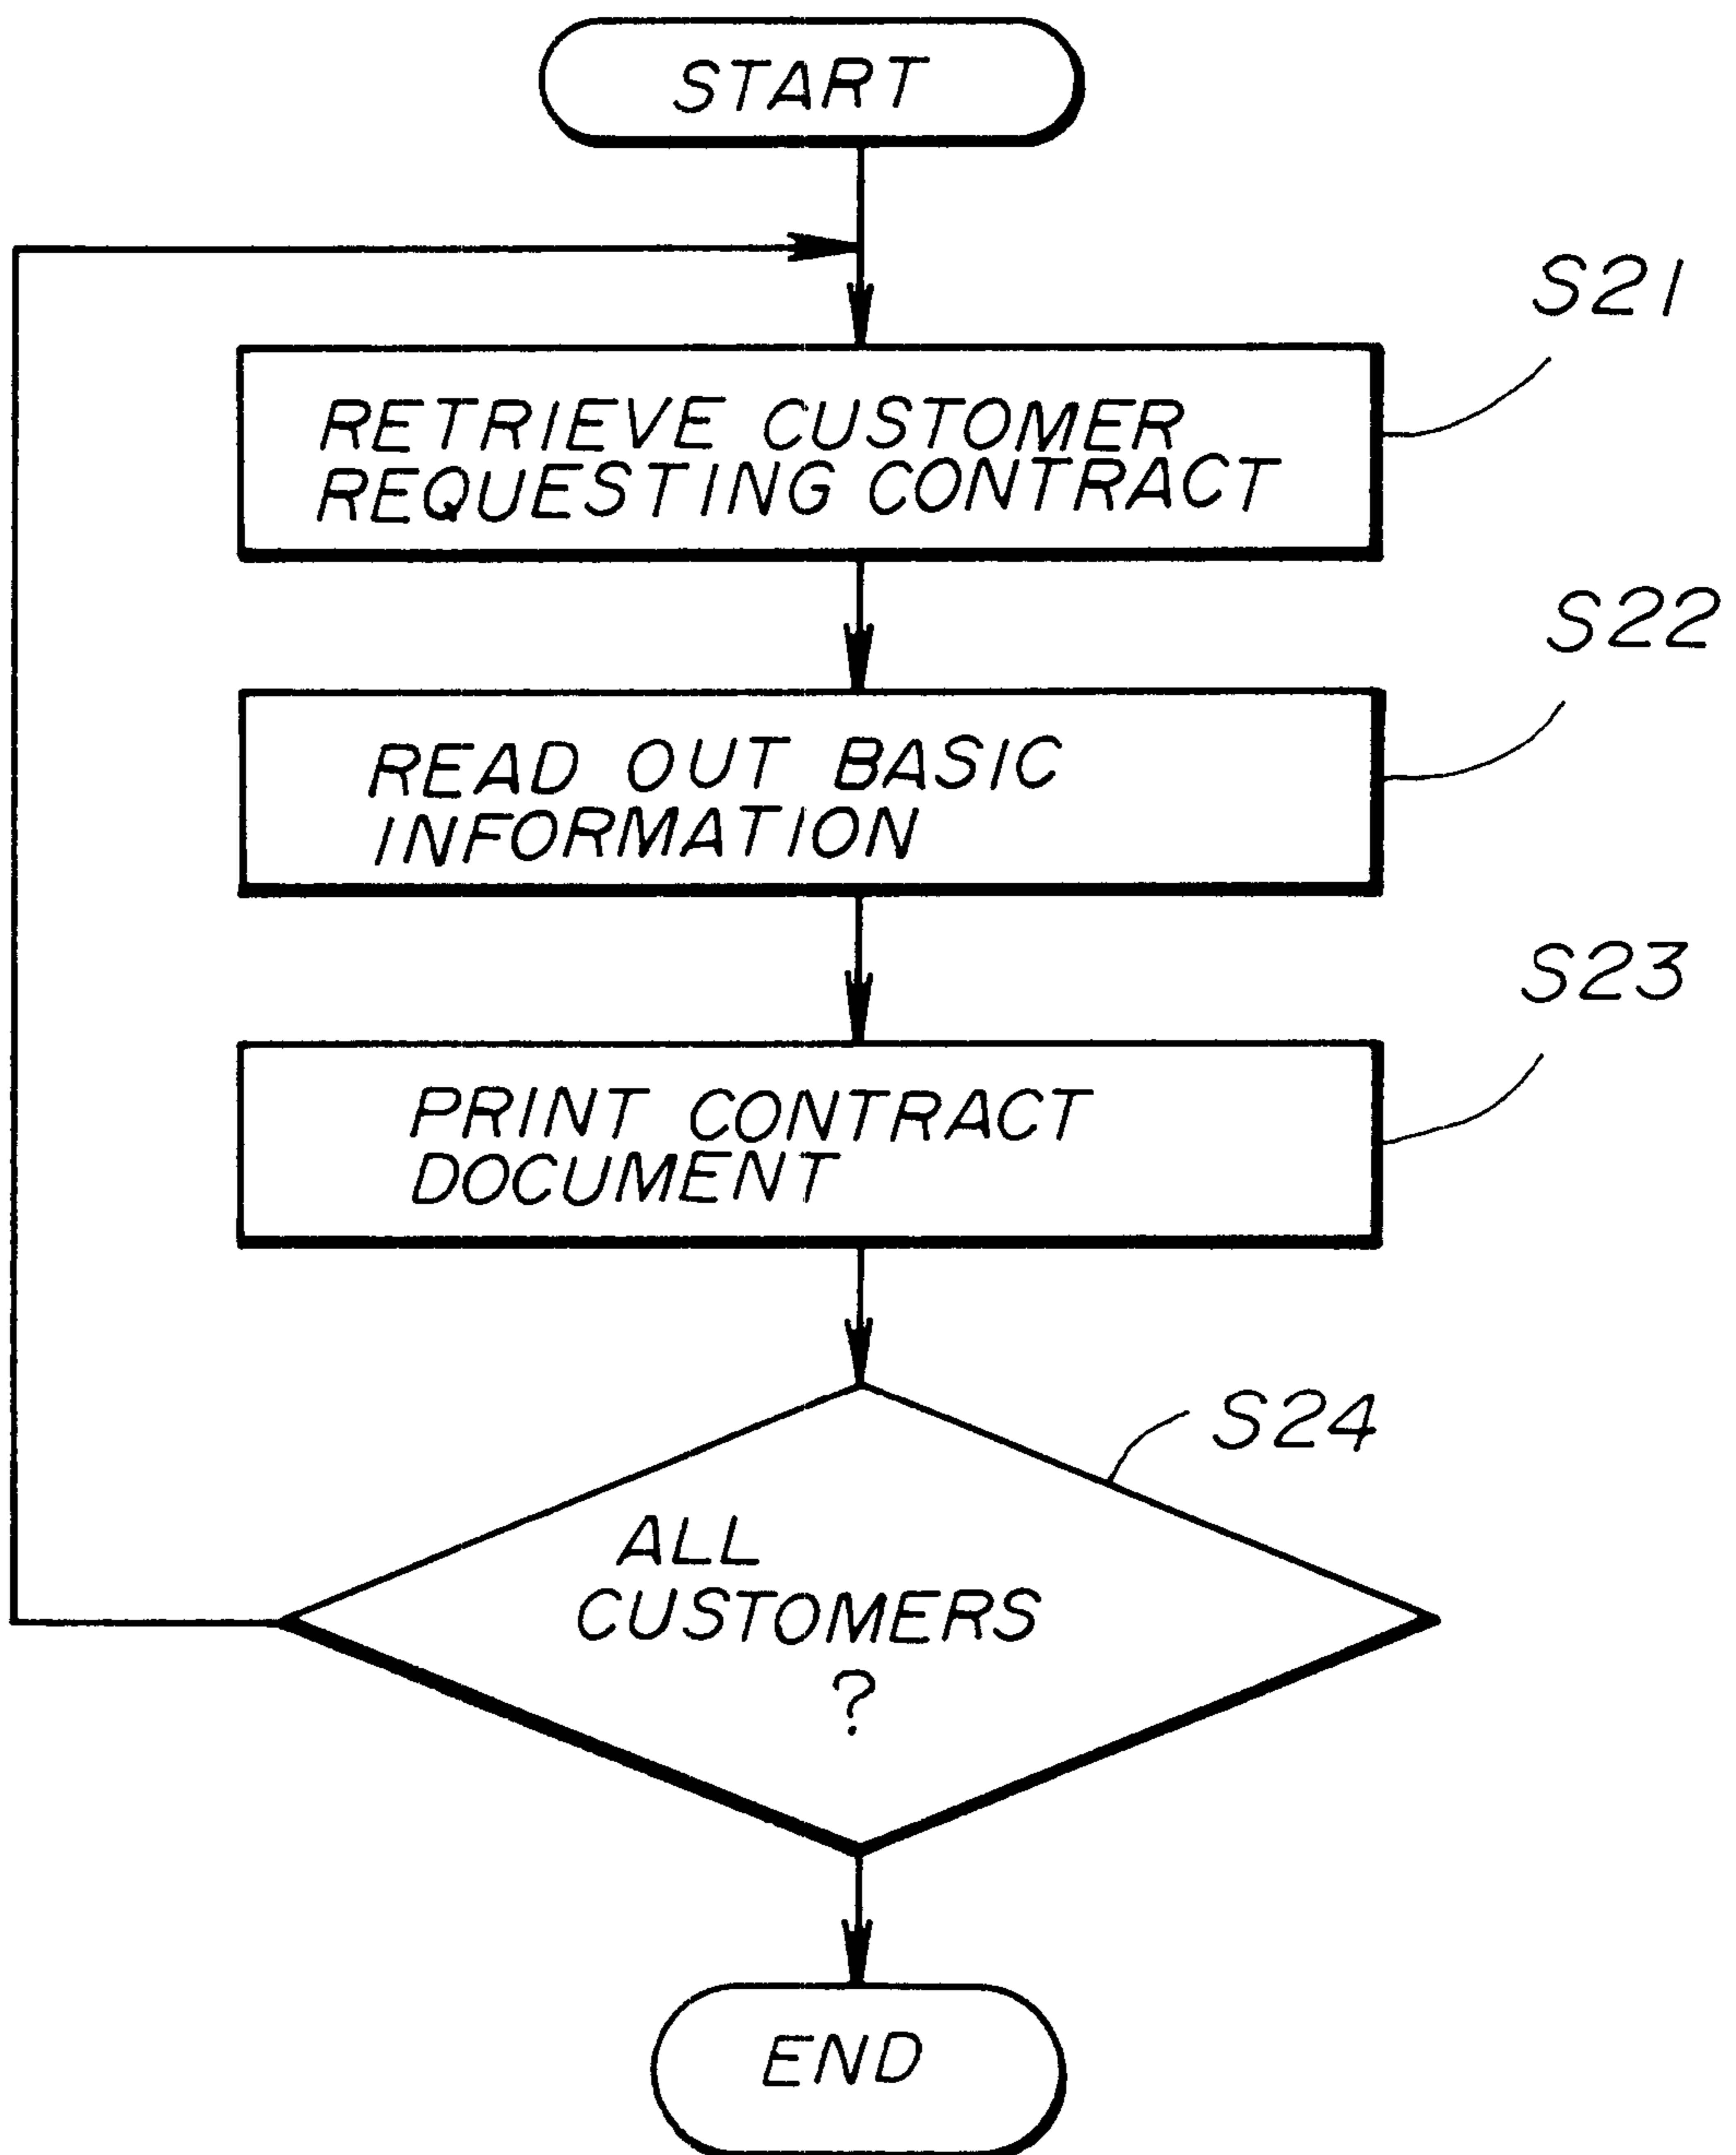 START
S21
RETRIEVE CUSTOMER
REQUESTING CONTRACT
S22
READ OUT BASIC
INFORMATION
S23
PRINT CONTRACT
DOCUMENT
S24
ALL
CUSTOMERS
?
END